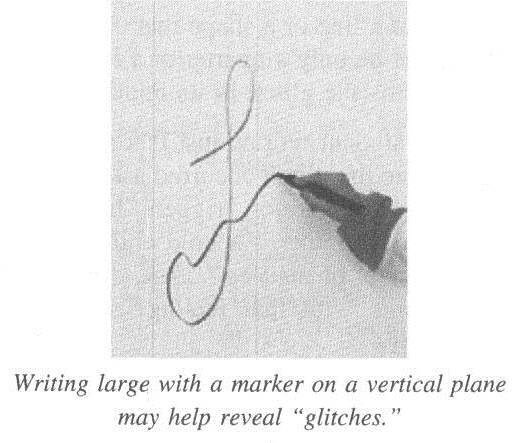 Writing large with a marker on a vertical plane
may help reveal “glitches.”